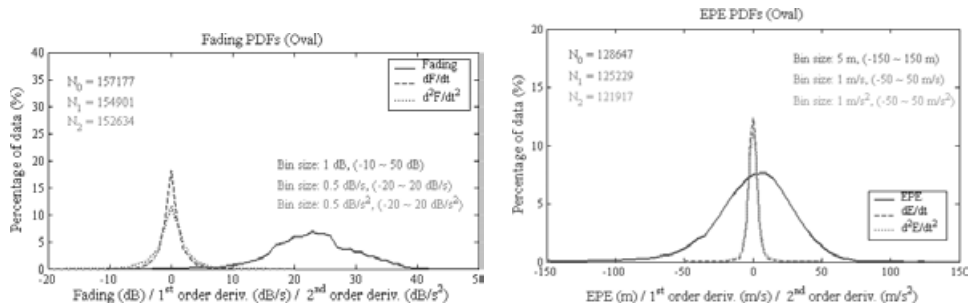 Fading PDFs (Oval)
Percentage of data (%)
40
35
30
25
20
15
10
5
0
N0 = 157177
N1 = 154901
N2 = 152634
Fading
dF/dt
d²F/dt²
Bin size: 1 dB, (-10 ~ 50 dB)
Bin size: 0.5 dB/s, (-20 ~ 20 dB/s)
Bin size: 0.5 dB/s², (-20 ~ 20 dB/s²)
-20 -10 0 10 20 30 40 50
Fading (dB) / 1st order deriv. (dB/s) / 2nd order deriv. (dB/s²)
EPE PDFs (Oval)
Percentage of data (%)
20
15
10
5
0
N0 = 128647
N1 = 125229
N2 = 121917
Bin size: 5 m, (-150 ~ 150 m)
Bin size: 1 m/s, (-50 ~ 50 m/s)
Bin size: 1 m/s², (-50 ~ 50 m/s²)
EPE
dE/dt
d²E/dt²
-150 -100 -50 0 50 100 150
EPE (m) / 1st order deriv. (m/s) / 2nd order deriv. (m/s²)